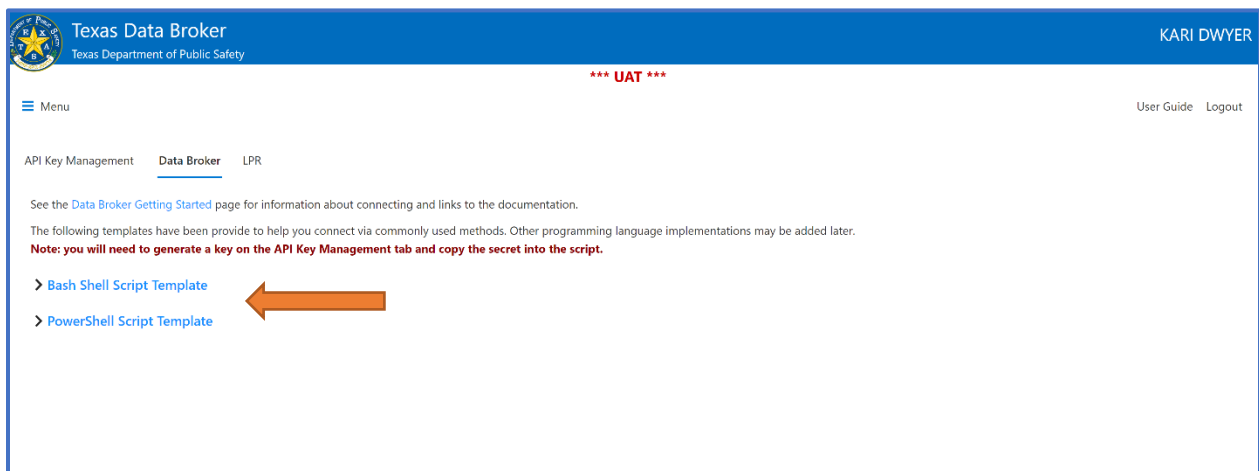 Texas Data Broker
Texas Department of Public Safety
KARI DWYER
*** UAT ***
Menu
User Guide Logout
API Key Management Data Broker LPR
See the Data Broker Getting Started page for information about connecting and links to the documentation.
The following templates have been provide to help you connect via commonly used methods. Other programming language implementations may be added later.
Note: you will need to generate a key on the API Key Management tab and copy the secret into the script.
Bash Shell Script Template
PowerShell Script Template